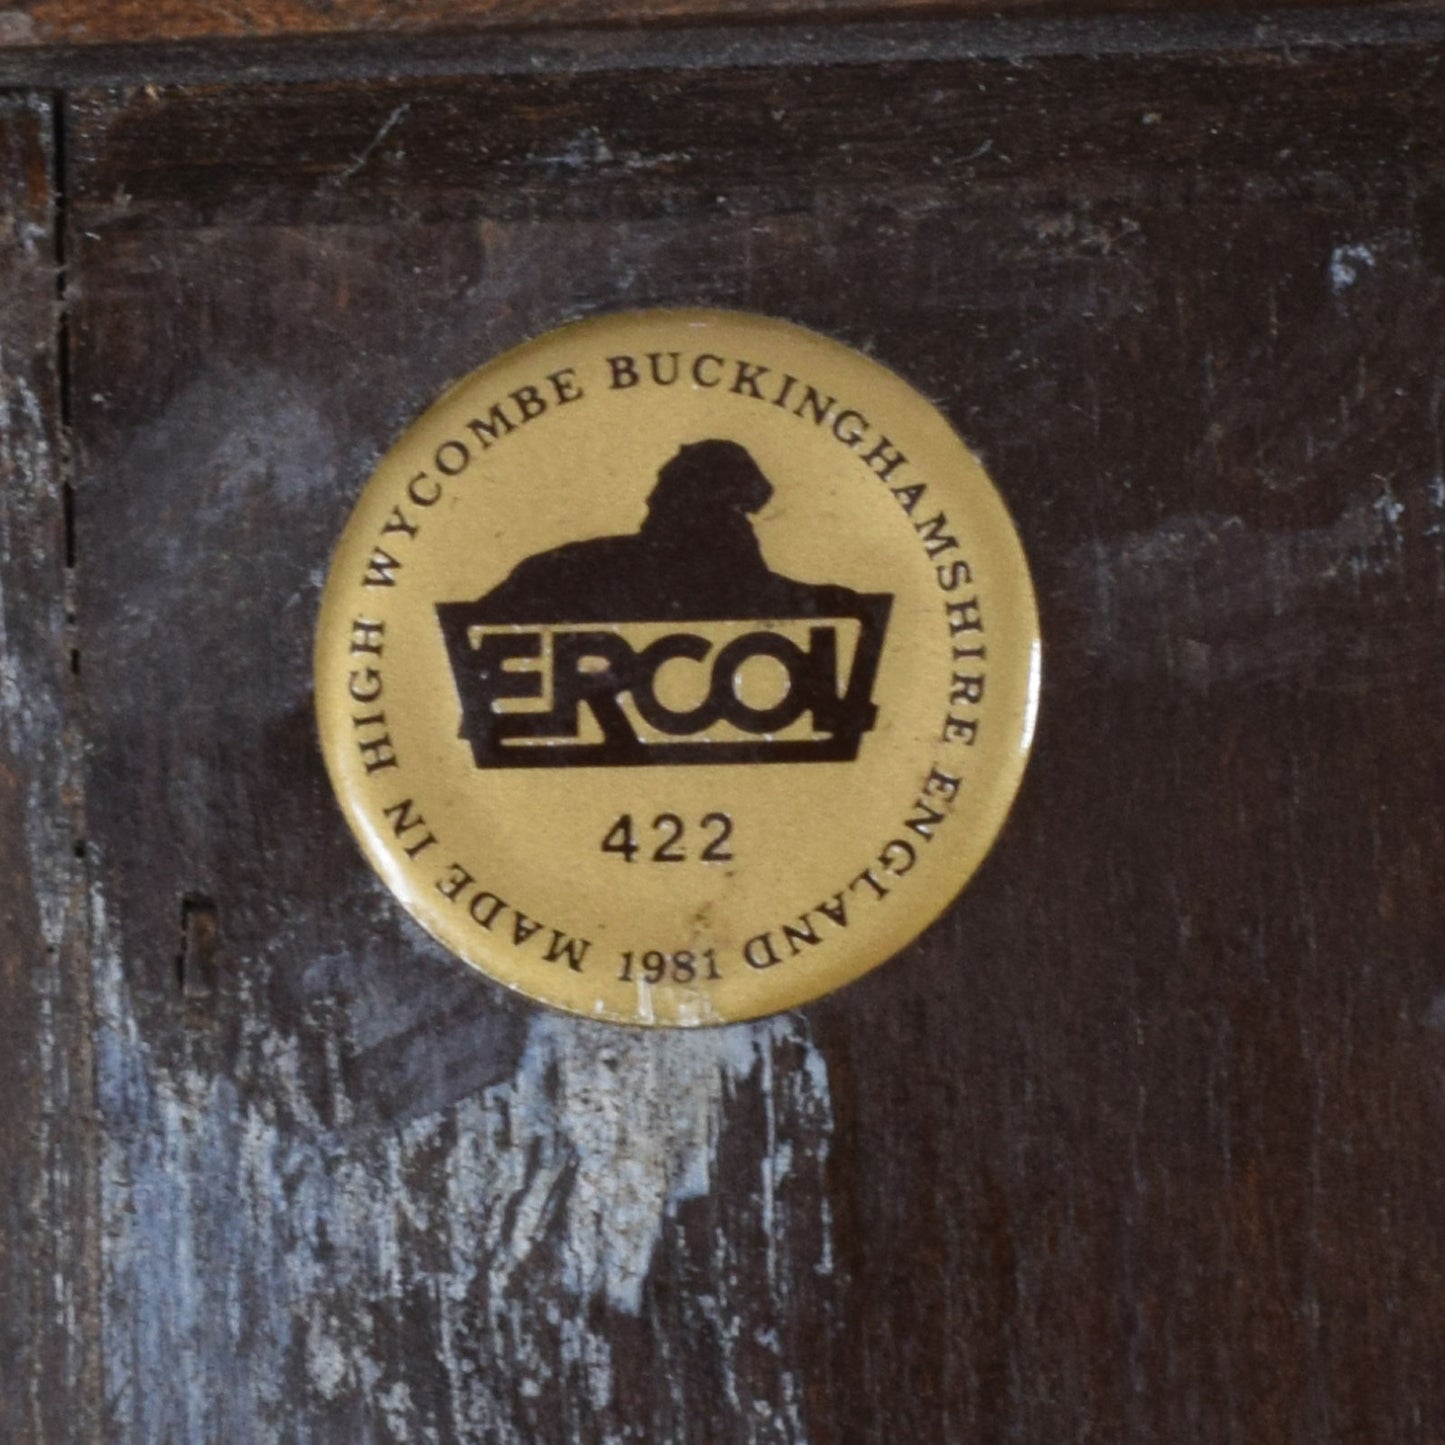 MADE IN HIGH WYCOMBE BUCKINGHAMSHIRE ENGLAND
ERCOL
422
1981